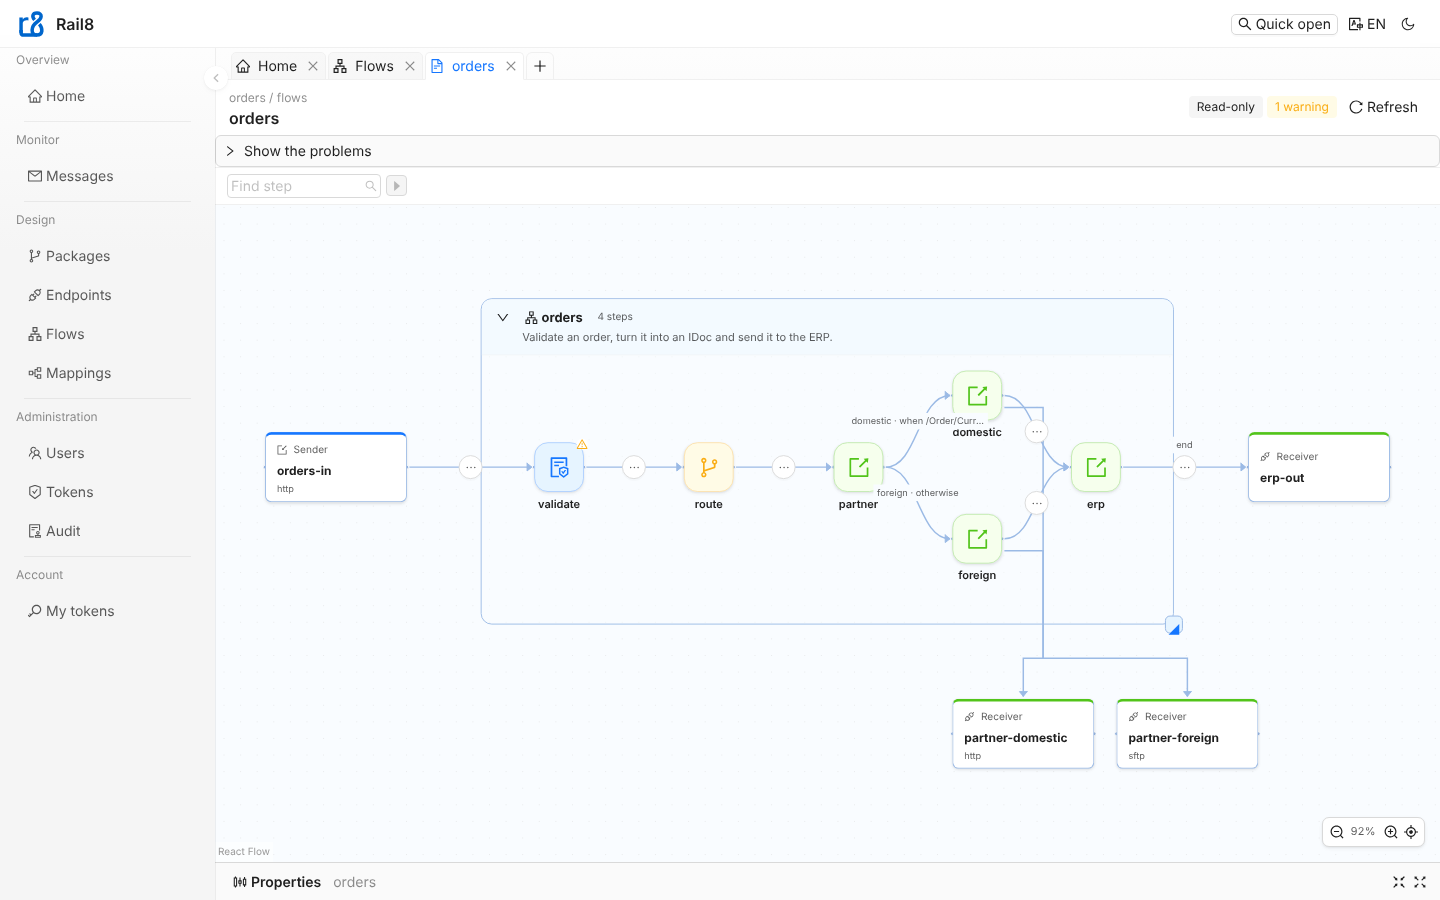 Rail8
Quick open
EN
Overview
Home
Monitor
Messages
Design
Packages
Endpoints
Flows
Mappings
Administration
Users
Tokens
Audit
Account
My tokens
Home
Flows
orders
orders / flows
orders
Read-only
1 warning
Refresh
Show the problems
Find step
orders
4 steps
Validate an order, turn it into an IDoc and send it to the ERP.
Sender
orders-in
http
validate
route
partner
domestic · when /Order/Curr...
domestic
foreign · otherwise
foreign
erp
end
Receiver
erp-out
Receiver
partner-domestic
http
Receiver
partner-foreign
sftp
92%
React Flow
Properties
orders